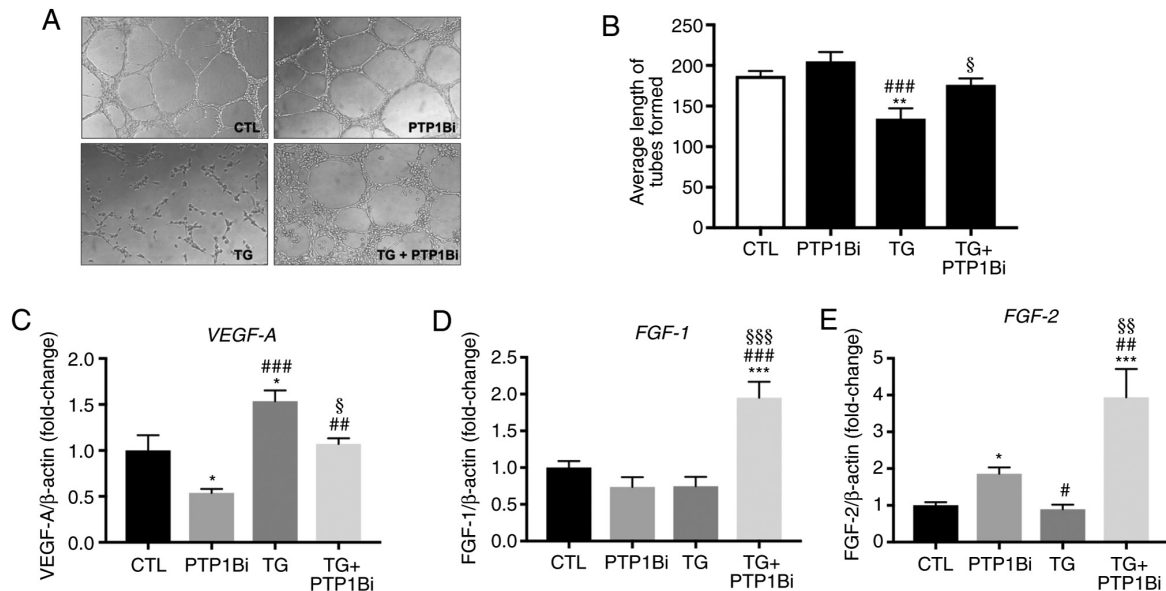 A
CTL
PTP1Bi
TG
TG + PTP1Bi
B
Average length of
tubes formed
250
200
150
100
50
0
###
**
§
CTL
PTP1Bi
TG
TG+
PTP1Bi
C
VEGF-A
VEGF-A/β-actin (fold-change)
2.0
1.5
1.0
0.5
0.0
*
###
*
§
##
CTL
PTP1Bi
TG
TG+
PTP1Bi
D
FGF-1
FGF-1/β-actin (fold-change)
2.5
2.0
1.5
1.0
0.5
0.0
§§§
###
***
CTL
PTP1Bi
TG
TG+
PTP1Bi
E
FGF-2
FGF-2/β-actin (fold-change)
6
5
4
2
1
0
*
#
§§
##
***
CTL
PTP1Bi
TG
TG+
PTP1Bi